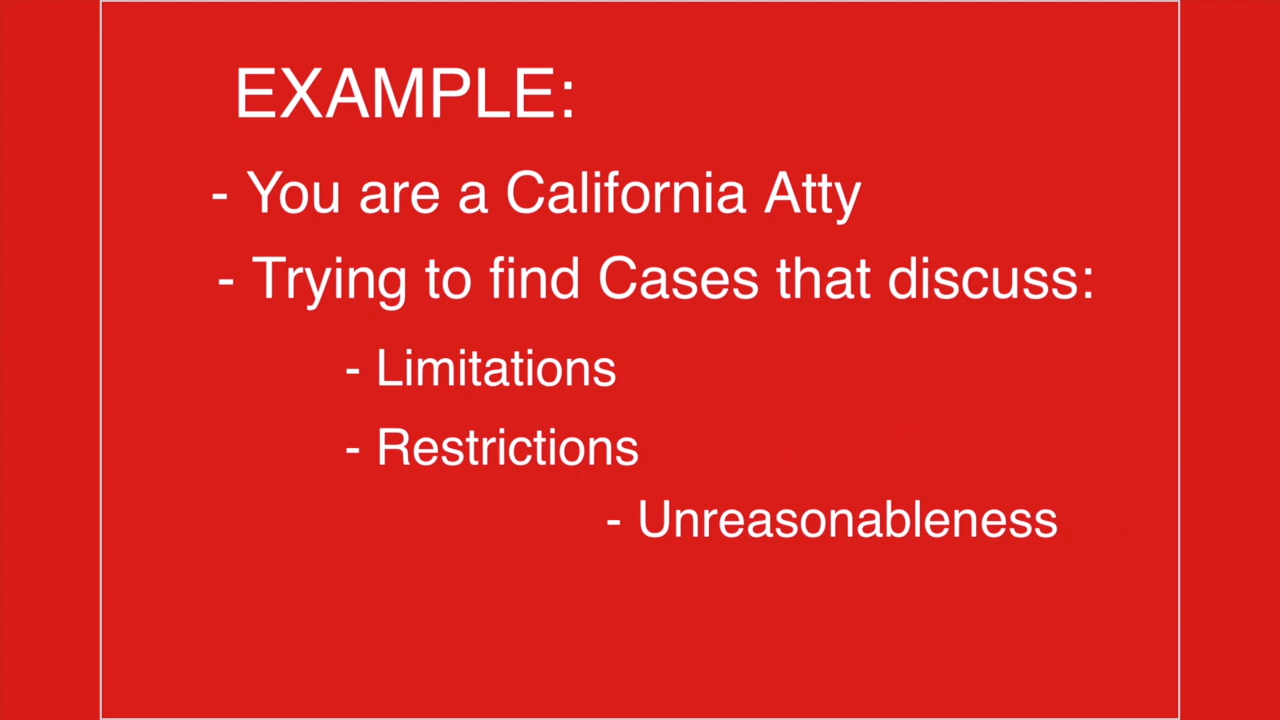 EXAMPLE:
- You are a California Atty
- Trying to find Cases that discuss:
- Limitations
- Restrictions
- Unreasonableness